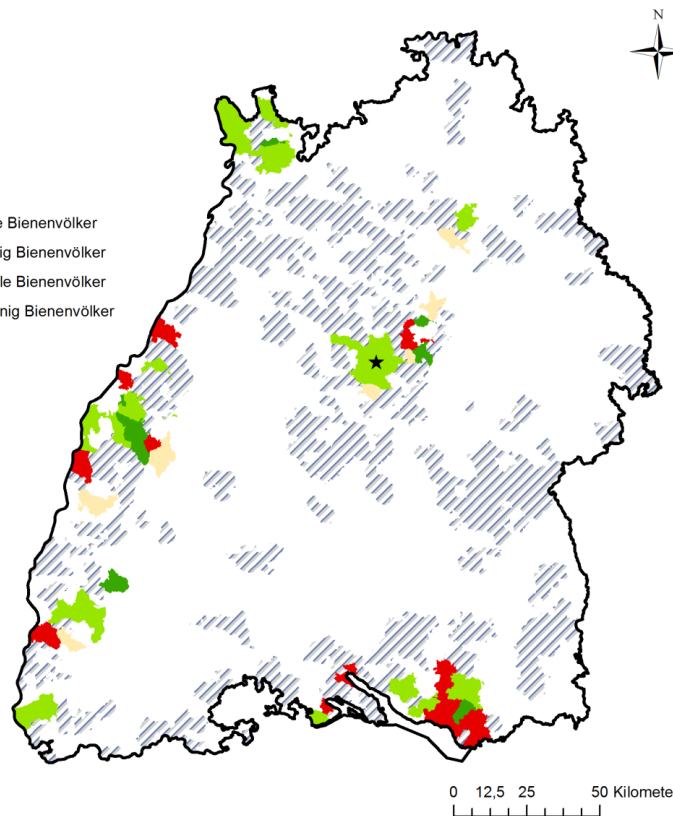 N
e Bienenvölker
ig Bienenvölker
le Bienenvölker
nig Bienenvölker
0 12,5 25 50 Kilomete